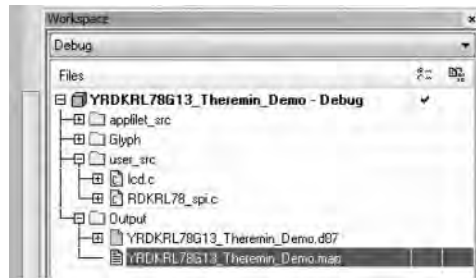 Workspace
Debug
Files
YRDKRL78G13_Theremin_Demo - Debug
applilet_src
Glyph
user_src
lcd.c
RDKRL78_spi.c
Output
YRDKRL78G13_Theremin_Demo.d87
YRDKRL78G13_Theremin_Demo.map